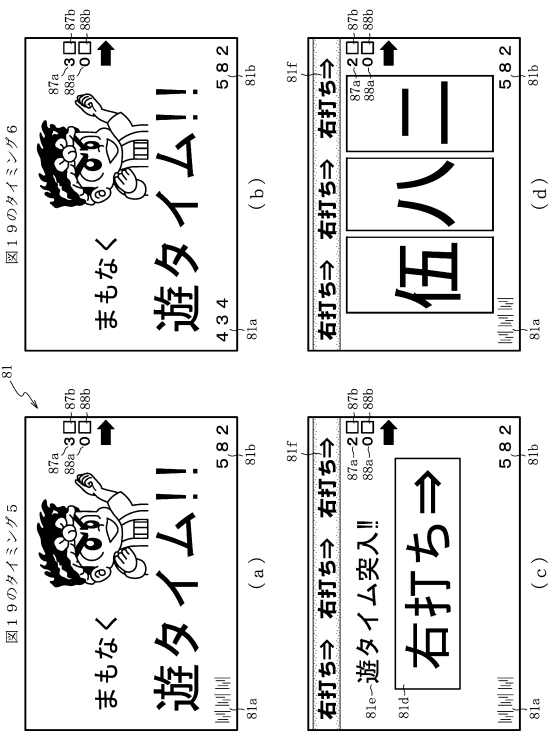 81
図１９のタイミング５
87a
3
87b
88a
0
88b
まもなく
遊タイム!!
582
81a
81b
(a)
図１９のタイミング６
87a
3
87b
88a
0
88b
まもなく
遊タイム!!
434
582
81a
81b
(b)
81f
右打ち⇒ 右打ち⇒ 右打ち⇒
87a
2
87b
88a
0
88b
81e
遊タイム突入!!
81d
右打ち⇒
582
81a
81b
(c)
81f
右打ち⇒ 右打ち⇒ 右打ち⇒
87a
2
87b
88a
0
88b
伍 八 二
582
81a
81b
(d)